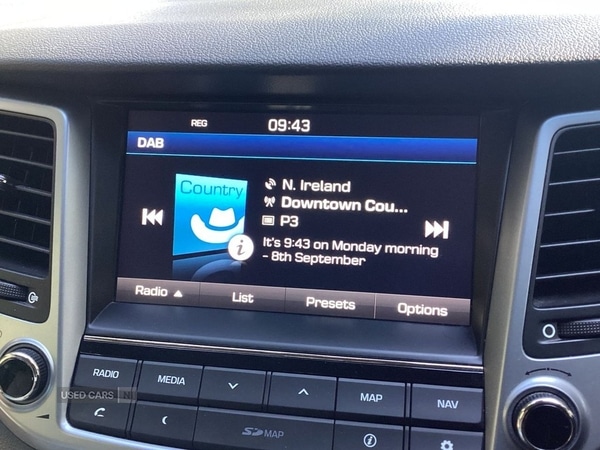 REG 09:43
DAB
Country
N. Ireland
Downtown Cou...
P3
It's 9:43 on Monday morning
- 8th September
i
Radio ▲ List Presets Options
RADIO MEDIA MAP NAV
SD MAP i
USED CARS NI